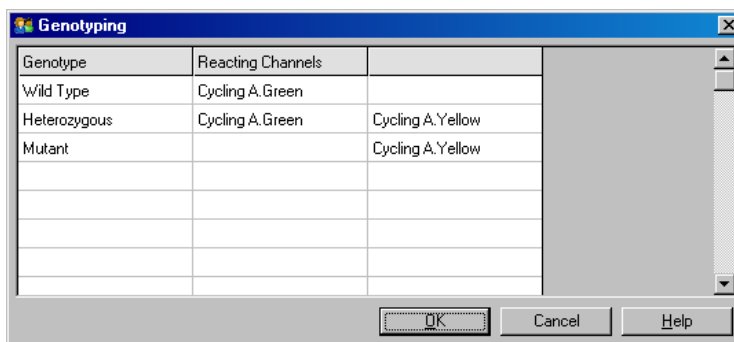 Genotyping
Genotype Reacting Channels
Wild Type Cycling A.Green
Heterozygous Cycling A.Green Cycling A.Yellow
Mutant Cycling A.Yellow
OK Cancel Help